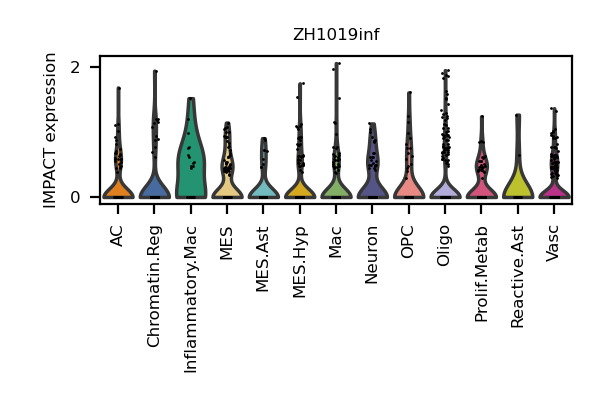 ZH1019inf
IMPACT expression
2
0
AC
Chromatin.Reg
Inflammatory.Mac
MES
MES.Ast
MES.Hyp
Mac
Neuron
OPC
Oligo
Prolif.Metab
Reactive.Ast
Vasc